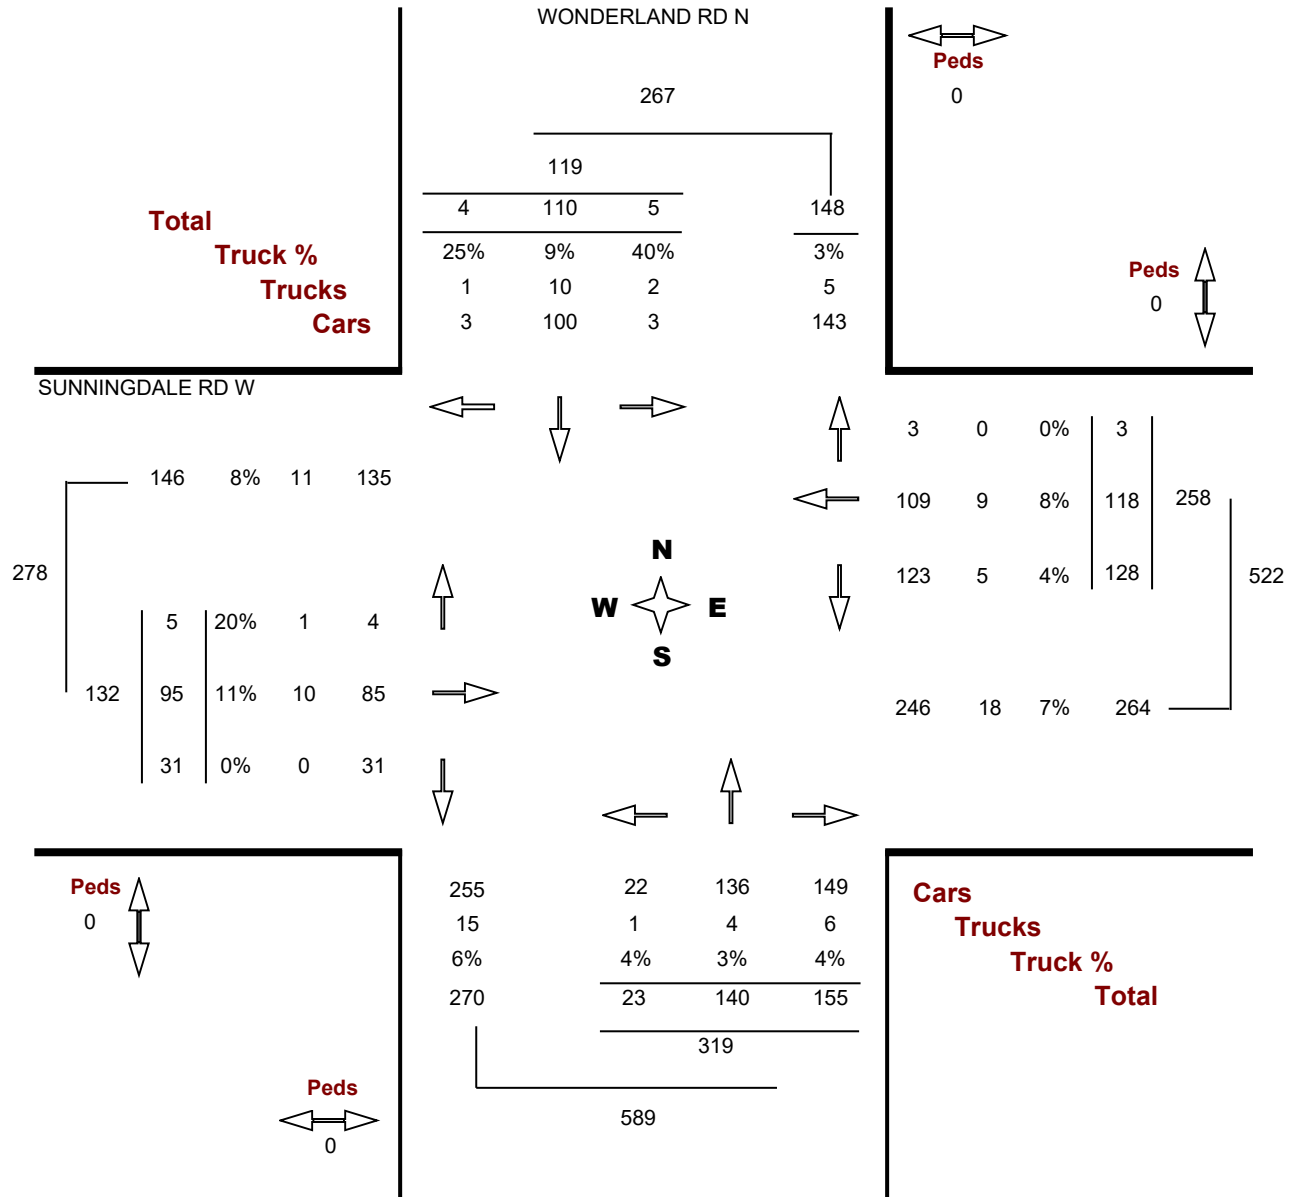 WONDERLAND RD N
Peds
0
267
119
4 110 5 148
Total
25% 9% 40% 3%
Truck %
1 10 2 5
Trucks
3 100 3 143
Cars
Peds
0
SUNNINGDALE RD W
3 0 0% 3
146 8% 11 135
109 9 8% 118 258
278
N
123 5 4% 128 522
W E
5 20% 1 4
S
132 95 11% 10 85
246 18 7% 264
31 0% 0 31
Peds
0
255 22 136 149
15 1 4 6
6% 4% 3% 4%
270 23 140 155
319
Cars
Trucks
Truck %
Total
Peds
0
589